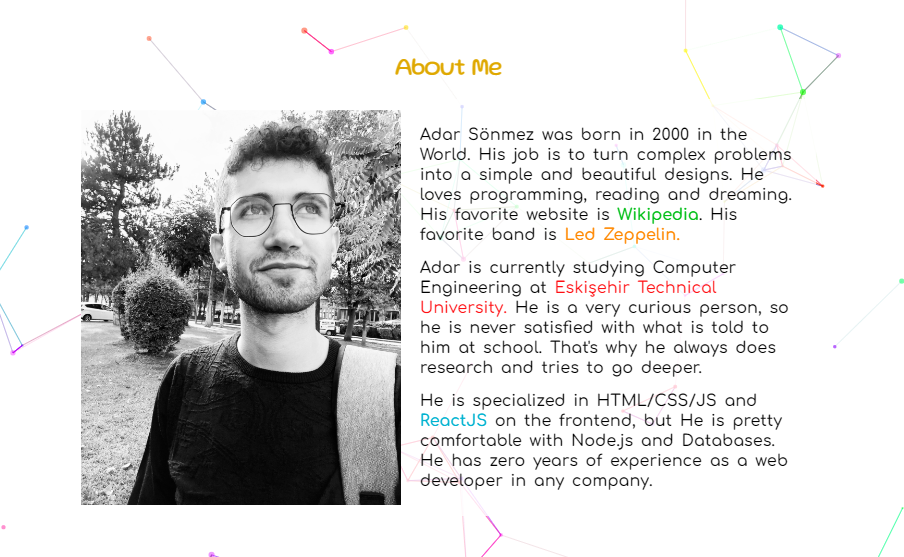 About Me
Adar Sönmez was born in 2000 in the
World. His job is to turn complex problems
into a simple and beautiful designs. He
loves programming, reading and dreaming.
His favorite website is Wikipedia. His
favorite band is Led Zeppelin.
Adar is currently studying Computer
Engineering at Eskişehir Technical
University. He is a very curious person, so
he is never satisfied with what is told to
him at school. That's why he always does
research and tries to go deeper.
He is specialized in HTML/CSS/JS and
ReactJS on the frontend, but He is pretty
comfortable with Node.js and Databases.
He has zero years of experience as a web
developer in any company.